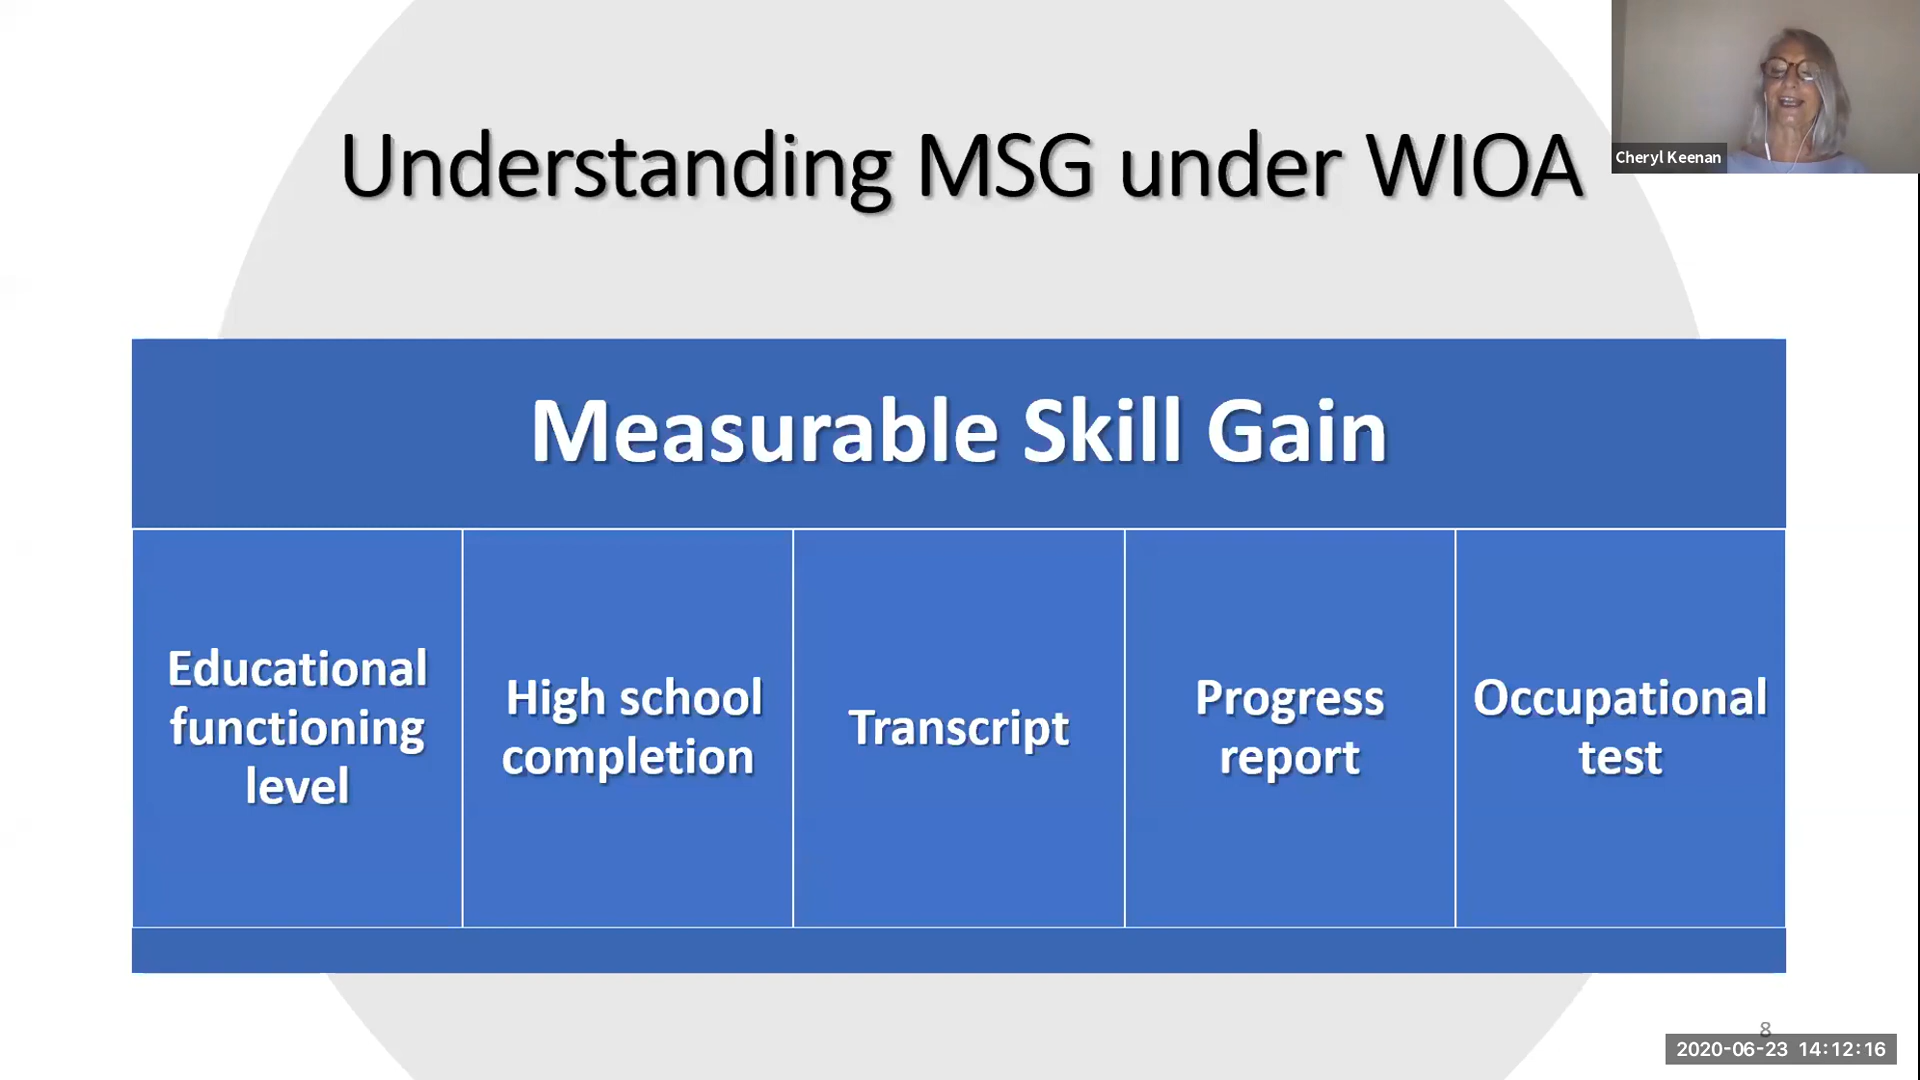 Understanding MSG under WIOA
Cheryl Keenan
Measurable Skill Gain
Educational
functioning
level
High school
completion
Transcript
Progress
report
Occupational
test
8
2020-06-23 14:12:16